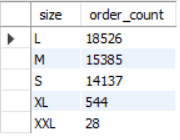 size order_count
L 18526
M 15385
S 14137
XL 544
XXL 28